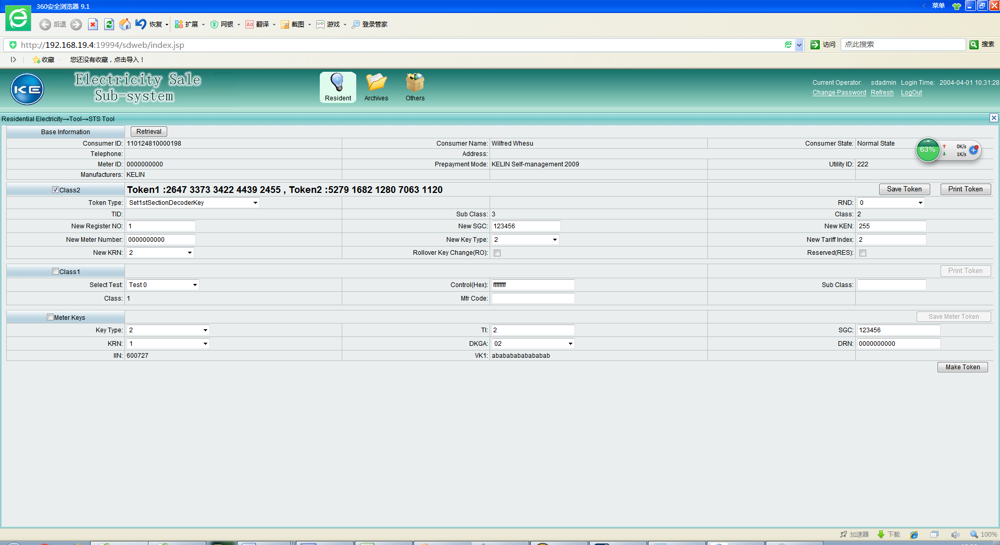 360安全浏览器 9.1
菜单
后退 恢复 扩展 网银 翻译 截图 游戏 登录管家
http://192.168.19.4:19994/sdweb/index.jsp 访问 点此搜索 搜索
收藏 您还没有收藏，点击导入！
KE
Electricity Sale
Sub-system
Resident Archives Others
Current Operator: sdadmin Login Time: 2004-04-01 10:31:28
Change Password Refresh LogOut
Residential Electricity→Tool→STS Tool
Base Information Retrieval
Consumer ID: 110124810000198 Consumer Name: Wilfred Whesu Consumer State: Normal State
63% 0K/s
1K/s
Telephone: Address:
Meter ID: 0000000000 Prepayment Mode: KELIN Self-management 2009 Utility ID: 222
Manufacturers: KELIN
Class2 Token1 :2647 3373 3422 4439 2455 , Token2 :5279 1682 1280 7063 1120 Save Token Print Token
Token Type: Set1stSectionDecoderKey RND: 0
TID: Sub Class: 3 Class: 2
New Register NO: 1 New SGC: 123456 New KEN: 255
New Meter Number: 0000000000 New Key Type: 2 New Tariff Index: 2
New KRN: 2 Rollover Key Change(RO): Reserved(RES):
Class1 Print Token
Select Test: Test 0 Control(Hex): ffffffff Sub Class:
Class: 1 Mfr Code:
Meter Keys Save Meter Token
Key Type: 2 TI: 2 SGC: 123456
KRN: 1 DKGA: 02 DRN: 0000000000
IIN: 600727 VK1: abababababababab
Make Token
加速器 下载 100%